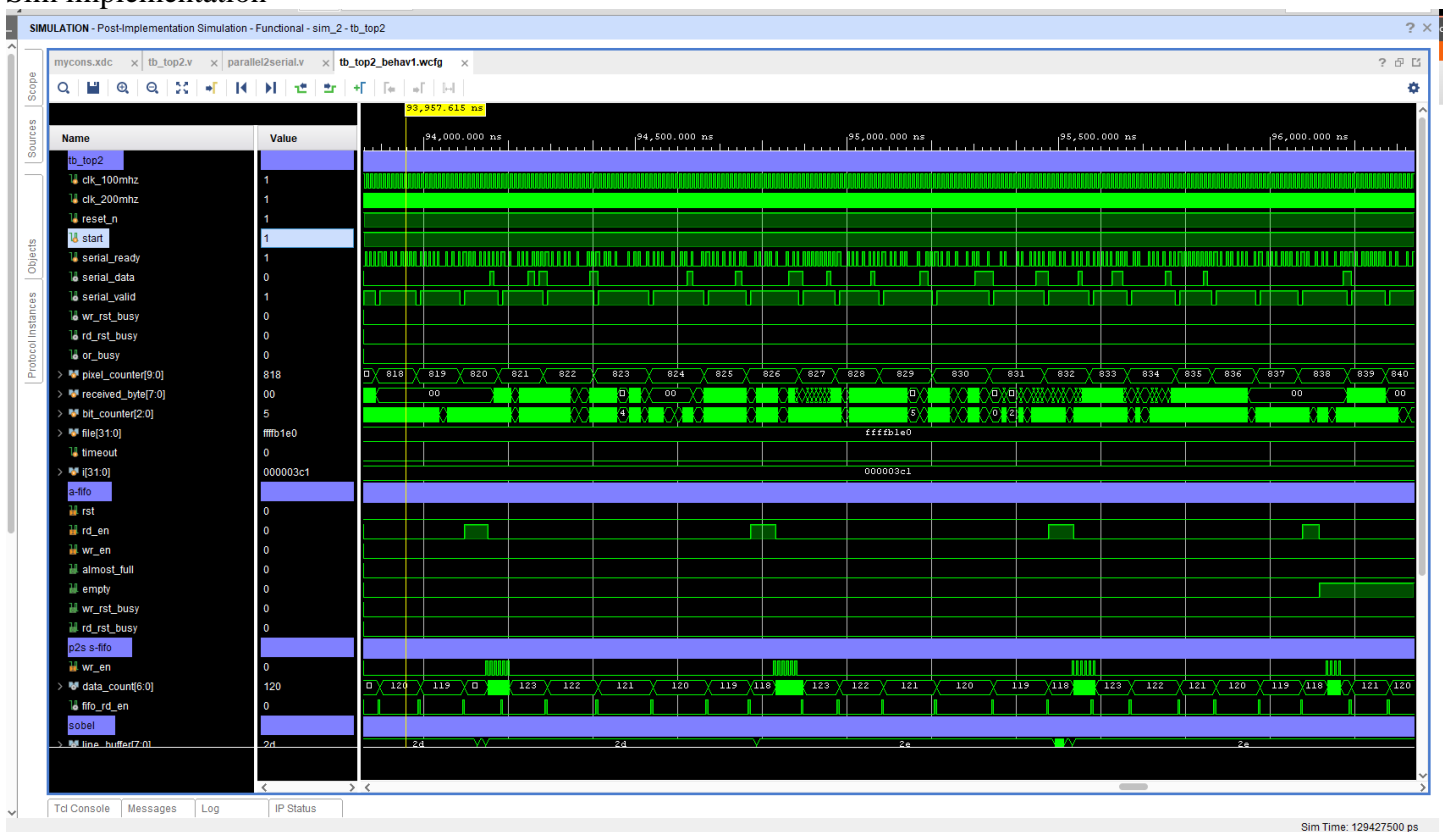 SIMULATION - Post-Implementation Simulation - Functional - sim_2 - tb_top2
mycons.xdc tb_top2.v parallel2serial.v tb_top2_behav1.wcfg
Scope
Sources
Objects
Protocol Instances
93,957.615 ns
Name Value 94,000.000 ns 94,500.000 ns 95,000.000 ns 95,500.000 ns 96,000.000 ns
tb_top2
clk_100mhz 1
clk_200mhz 1
reset_n 1
start 1
serial_ready 1
serial_data 0
serial_valid 1
wr_rst_busy 0
rd_rst_busy 0
or_busy 0
pixel_counter[9:0] 818 818 819 820 821 822 823 824 825 826 827 828 829 830 831 832 833 834 835 836 837 838 839 840
received_byte[7:0] 00 00 00 00 00
bit_counter[2:0] 5 4 5 0 2
file[31:0] ffffb1e0 ffffb1e0
timeout 0
i[31:0] 000003c1 000003c1
a-fifo
rst 0
rd_en 0
wr_en 0
almost_full 0
empty 0
wr_rst_busy 0
rd_rst_busy 0
p2s s-fifo
wr_en 0
data_count[6:0] 120 120 119 123 122 121 120 119 118 123 122 121 120 119 118 123 122 121 120 119 118 121 120
fifo_rd_en 0
sobel
line_buffer[7:0] 2d 2d 2d 2e 2e
Tcl Console Messages Log IP Status
Sim Time: 129427500 ps